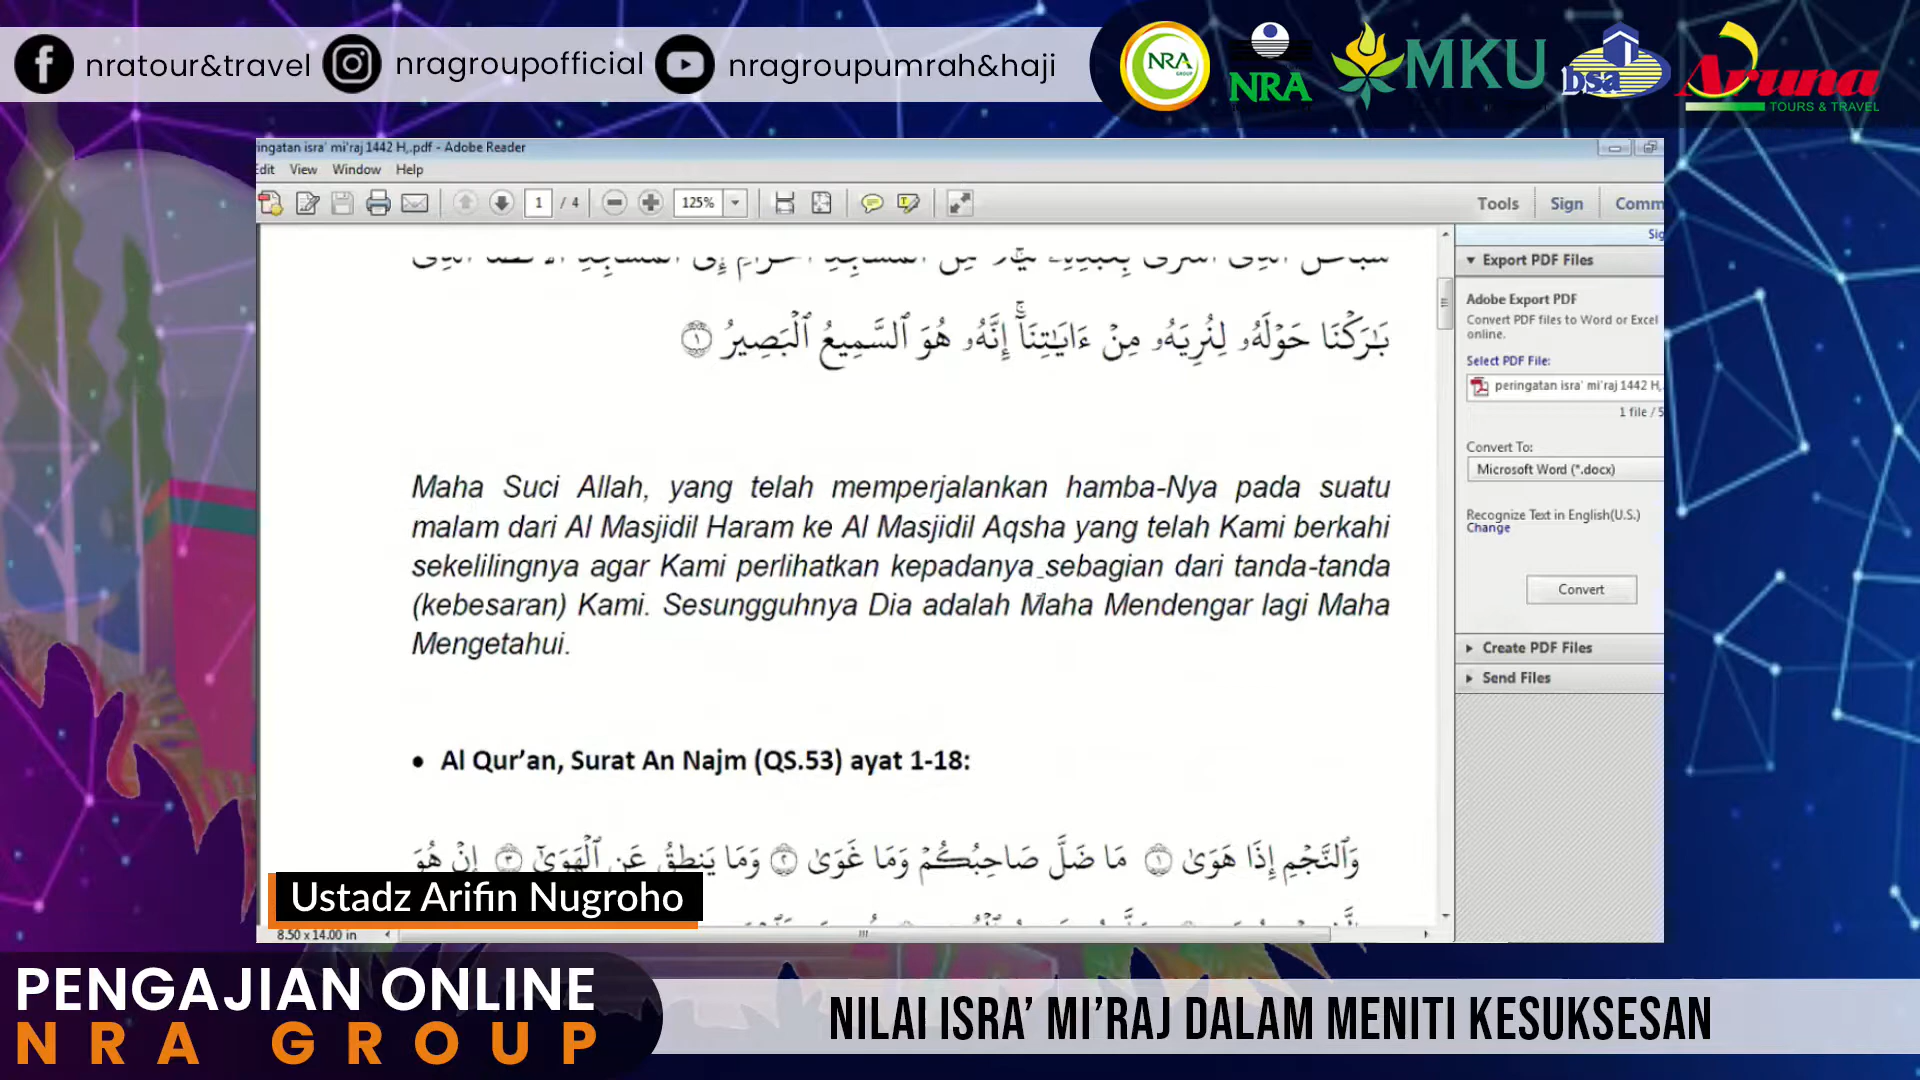 nratour&travel
nragroupofficial
nragroupumrah&haji
NRA
GROUP
NRA
MKU
bsa
Aruna
TOURS & TRAVEL
ingatan isra' mi'raj 1442 H,.pdf - Adobe Reader
Edit View Window Help
1 / 4
125%
Tools
Sign
Comm
بَٰرَكْنَا حَوْلَهُۥ لِنُرِيَهُۥ مِنْ ءَايَٰتِنَآ ۚ إِنَّهُۥ هُوَ ٱلسَّمِيعُ ٱلْبَصِيرُ ١
Maha Suci Allah, yang telah memperjalankan hamba-Nya pada suatu
malam dari Al Masjidil Haram ke Al Masjidil Aqsha yang telah Kami berkahi
sekelilingnya agar Kami perlihatkan kepadanya sebagian dari tanda-tanda
(kebesaran) Kami. Sesungguhnya Dia adalah Maha Mendengar lagi Maha
Mengetahui.
• Al Qur'an, Surat An Najm (QS.53) ayat 1-18:
وَٱلنَّجْمِ إِذَا هَوَىٰ ١ مَا ضَلَّ صَاحِبُكُمْ وَمَا غَوَىٰ ٢ وَمَا يَنطِقُ عَنِ ٱلْهَوَىٰٓ ٣ إِنْ هُوَ
8.50 x 14.00 in
Sig
Export PDF Files
Adobe Export PDF
Convert PDF files to Word or Excel
online.
Select PDF File:
peringatan isra' mi'raj 1442 H,.
1 file / 5
Convert To:
Microsoft Word (*.docx)
Recognize Text in English(U.S.)
Change
Convert
Create PDF Files
Send Files
Ustadz Arifin Nugroho
PENGAJIAN ONLINE
NRA GROUP
NILAI ISRA' MI'RAJ DALAM MENITI KESUKSESAN